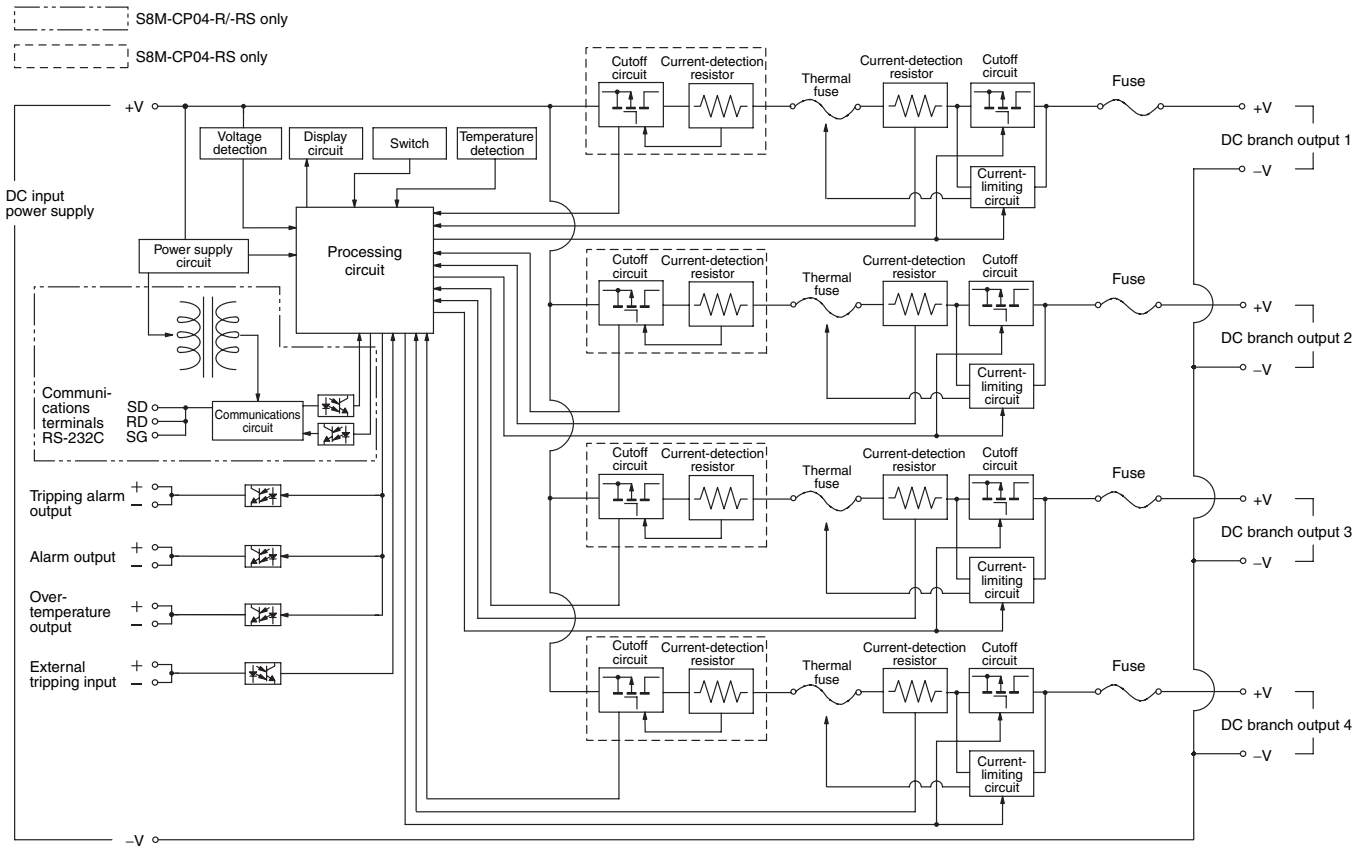 S8M-CP04-R/-RS only
S8M-CP04-RS only
+V
DC input
power supply
−V
Voltage
detection
Display
circuit
Switch
Temperature
detection
Power supply
circuit
Processing
circuit
Communi-
cations
terminals
RS-232C
SD
RD
SG
Communications
circuit
Tripping alarm
output
+
−
Alarm output
+
−
Over-
temperature
output
+
−
External
tripping input
+
−
Cutoff
circuit
Current-detection
resistor
Thermal
fuse
Current-detection
resistor
Cutoff
circuit
Fuse
Current-
limiting
circuit
+V
DC branch output 1
−V
Cutoff
circuit
Current-detection
resistor
Thermal
fuse
Current-detection
resistor
Cutoff
circuit
Fuse
Current-
limiting
circuit
+V
DC branch output 2
−V
Cutoff
circuit
Current-detection
resistor
Thermal
fuse
Current-detection
resistor
Cutoff
circuit
Fuse
Current-
limiting
circuit
+V
DC branch output 3
−V
Cutoff
circuit
Current-detection
resistor
Thermal
fuse
Current-detection
resistor
Cutoff
circuit
Fuse
Current-
limiting
circuit
+V
DC branch output 4
−V